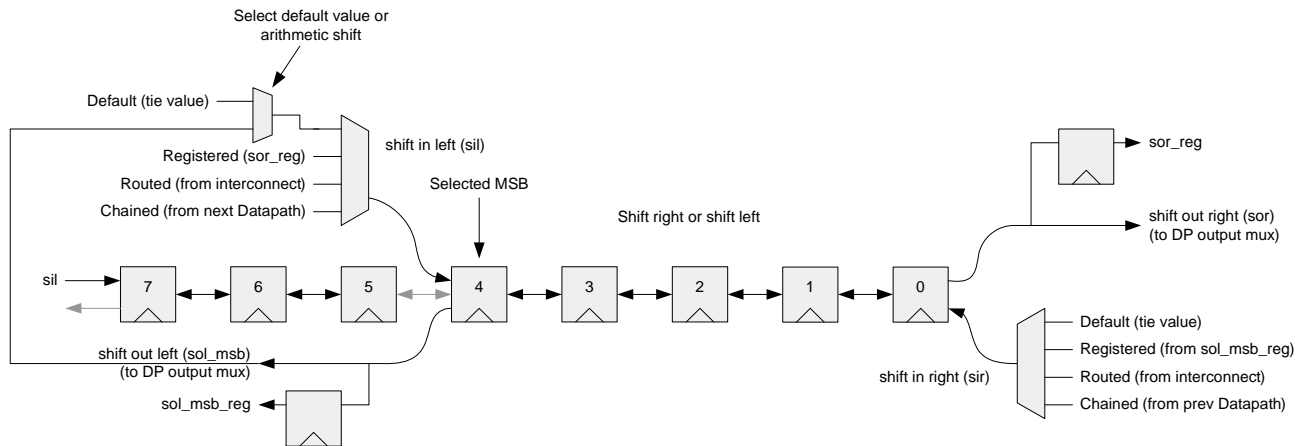 Select default value or
arithmetic shift
Default (tie value)
shift in left (sil)
Registered (sor_reg)
Routed (from interconnect)
Chained (from next Datapath)
Selected MSB
Shift right or shift left
sor_reg
shift out right (sor)
(to DP output mux)
sil
7
6
5
4
3
2
1
0
shift out left (sol_msb)
(to DP output mux)
sol_msb_reg
shift in right (sir)
Default (tie value)
Registered (from sol_msb_reg)
Routed (from interconnect)
Chained (from prev Datapath)